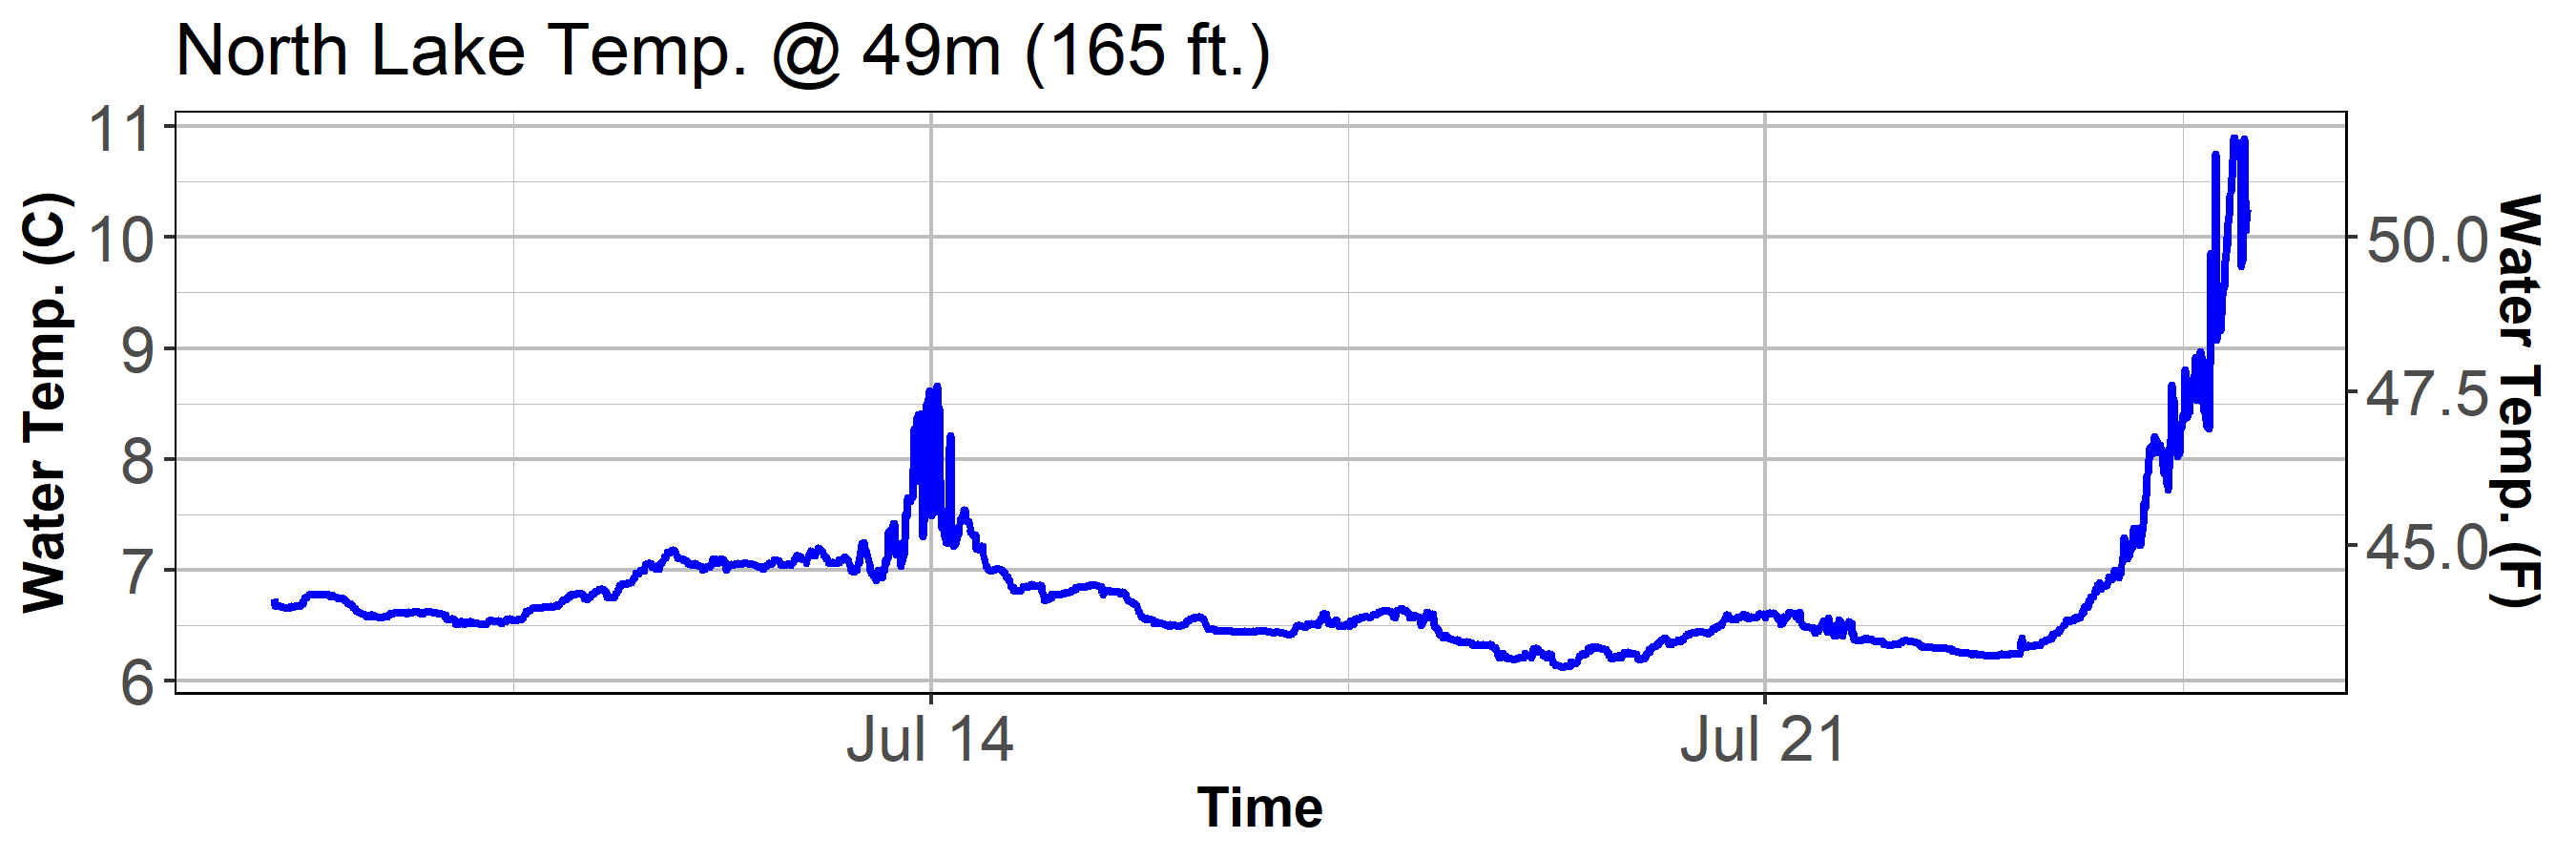 North Lake Temp. @ 49m (165 ft.)
11
10
9
8
7
6
Water Temp. (C)
50.0
47.5
45.0
Water Temp. (F)
Jul 14
Jul 21
Time